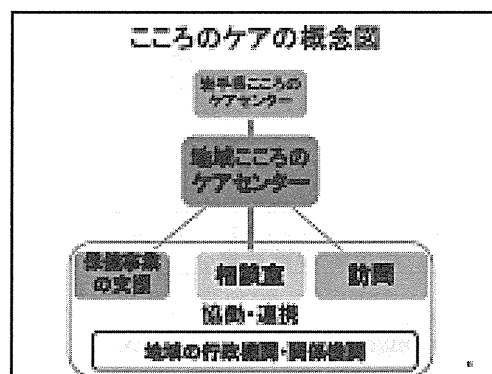 こころのケアの概念図
岩手県こころの
ケアセンター
地域こころの
ケアセンター
保健事業
の支援
相談室
訪問
協働・連携
地域の行政機関・関係機関